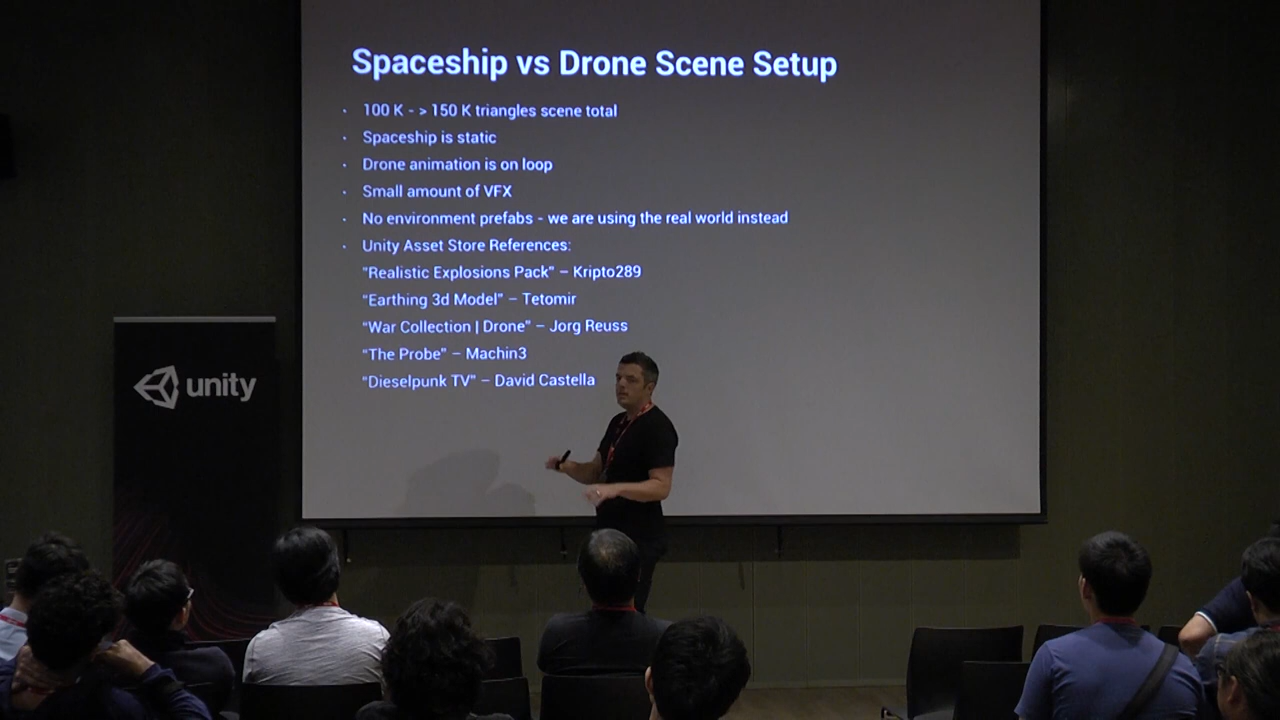 Spaceship vs Drone Scene Setup
· 100 K - > 150 K triangles scene total
· Spaceship is static
· Drone animation is on loop
· Small amount of VFX
· No environment prefabs - we are using the real world instead
· Unity Asset Store References:
"Realistic Explosions Pack" – Kripto289
"Earthing 3d Model" – Tetomir
"War Collection | Drone" – Jorg Reuss
"The Probe" – Machin3
"Dieselpunk TV" – David Castella
unity